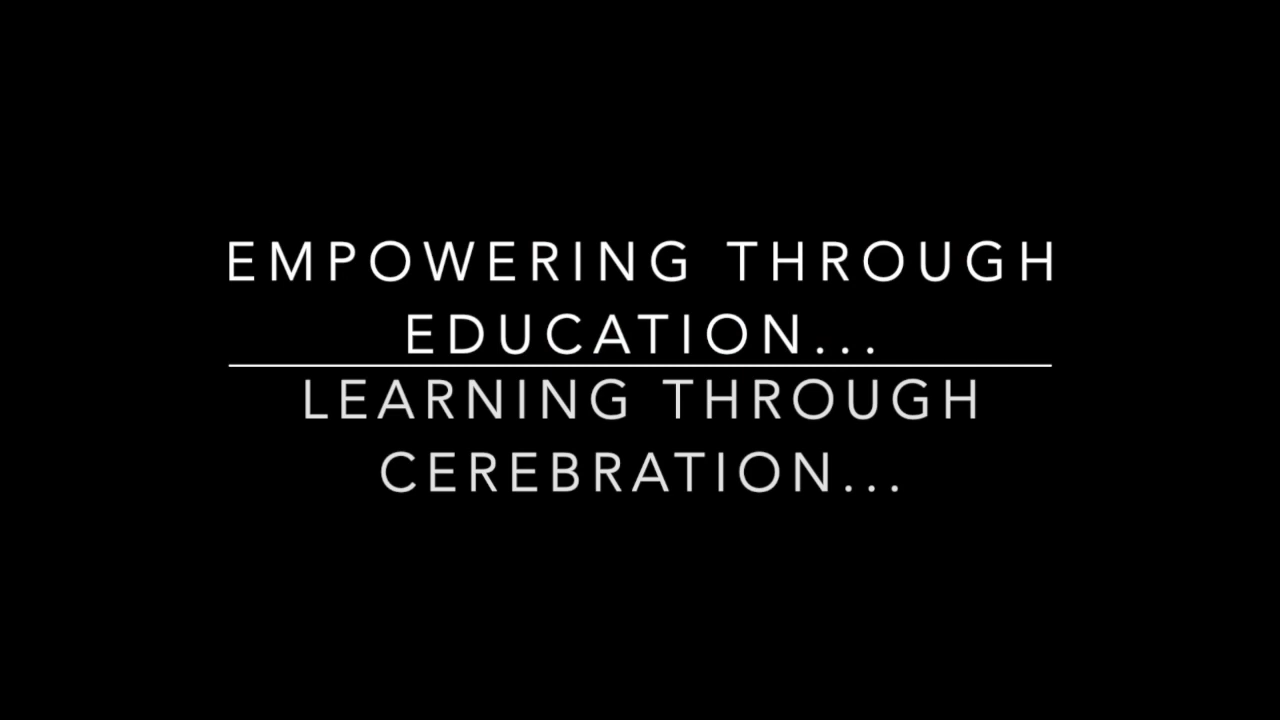 EMPOWERING THROUGH
EDUCATION...
LEARNING THROUGH
CEREBRATION...